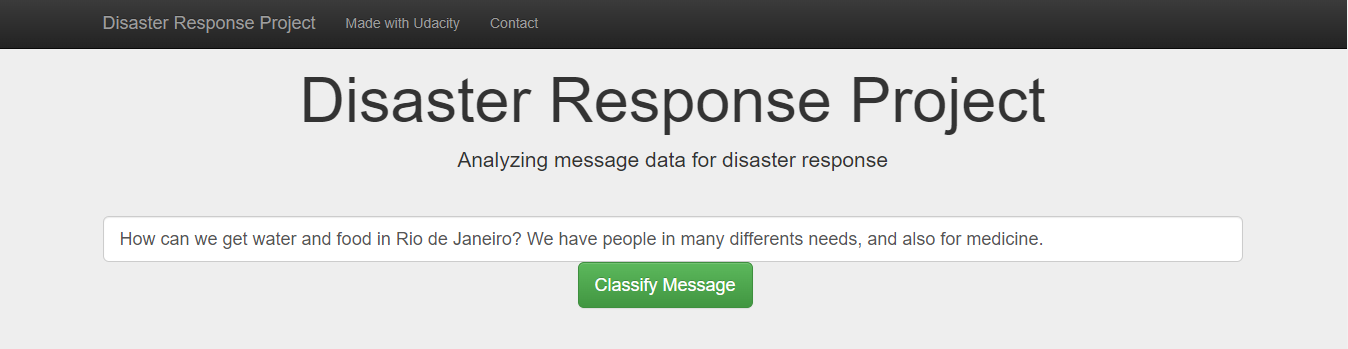 Disaster Response Project Made with Udacity Contact
Disaster Response Project
Analyzing message data for disaster response
How can we get water and food in Rio de Janeiro? We have people in many differents needs, and also for medicine.
Classify Message